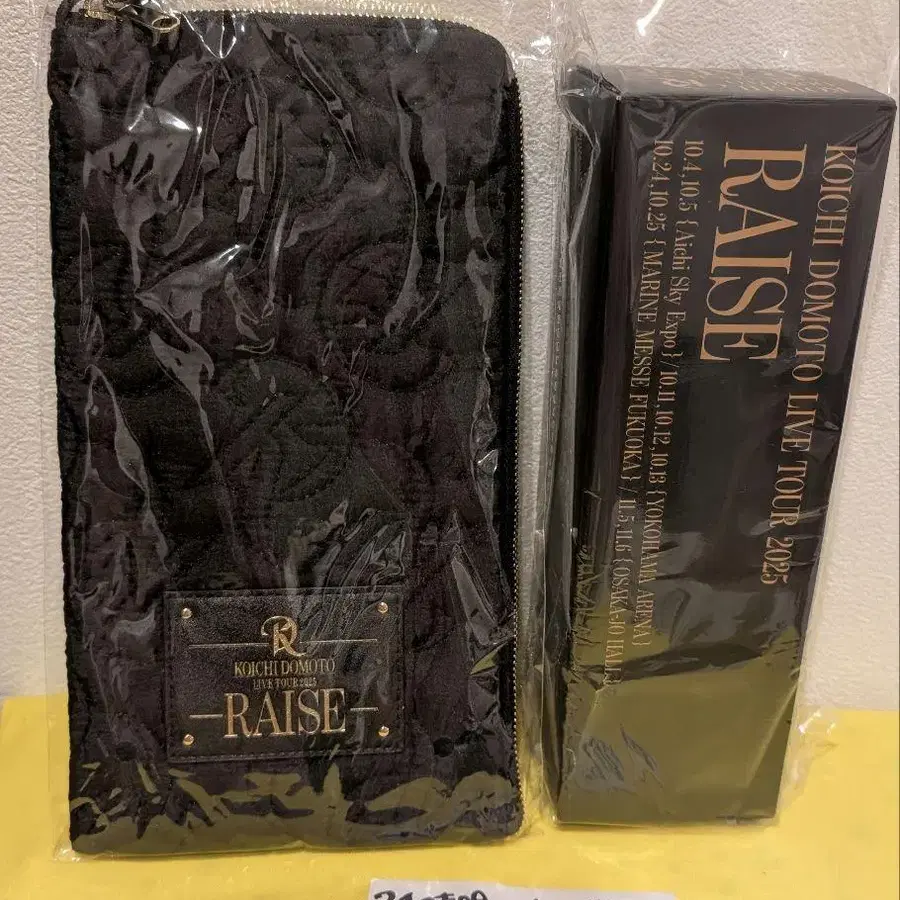 KOICHI DOMOTO
LIVE TOUR 2025
RAISE
KOICHI DOMOTO LIVE TOUR 2025
RAISE
10.4,10.5 { Aichi Sky Expo } / 10.11,10.12,10.13 { YOKOHAMA ARENA }
10.24,10.25 { MARINE MESSE FUKUOKA } / 11.5,11.6 { OSAKA-JO HALL }